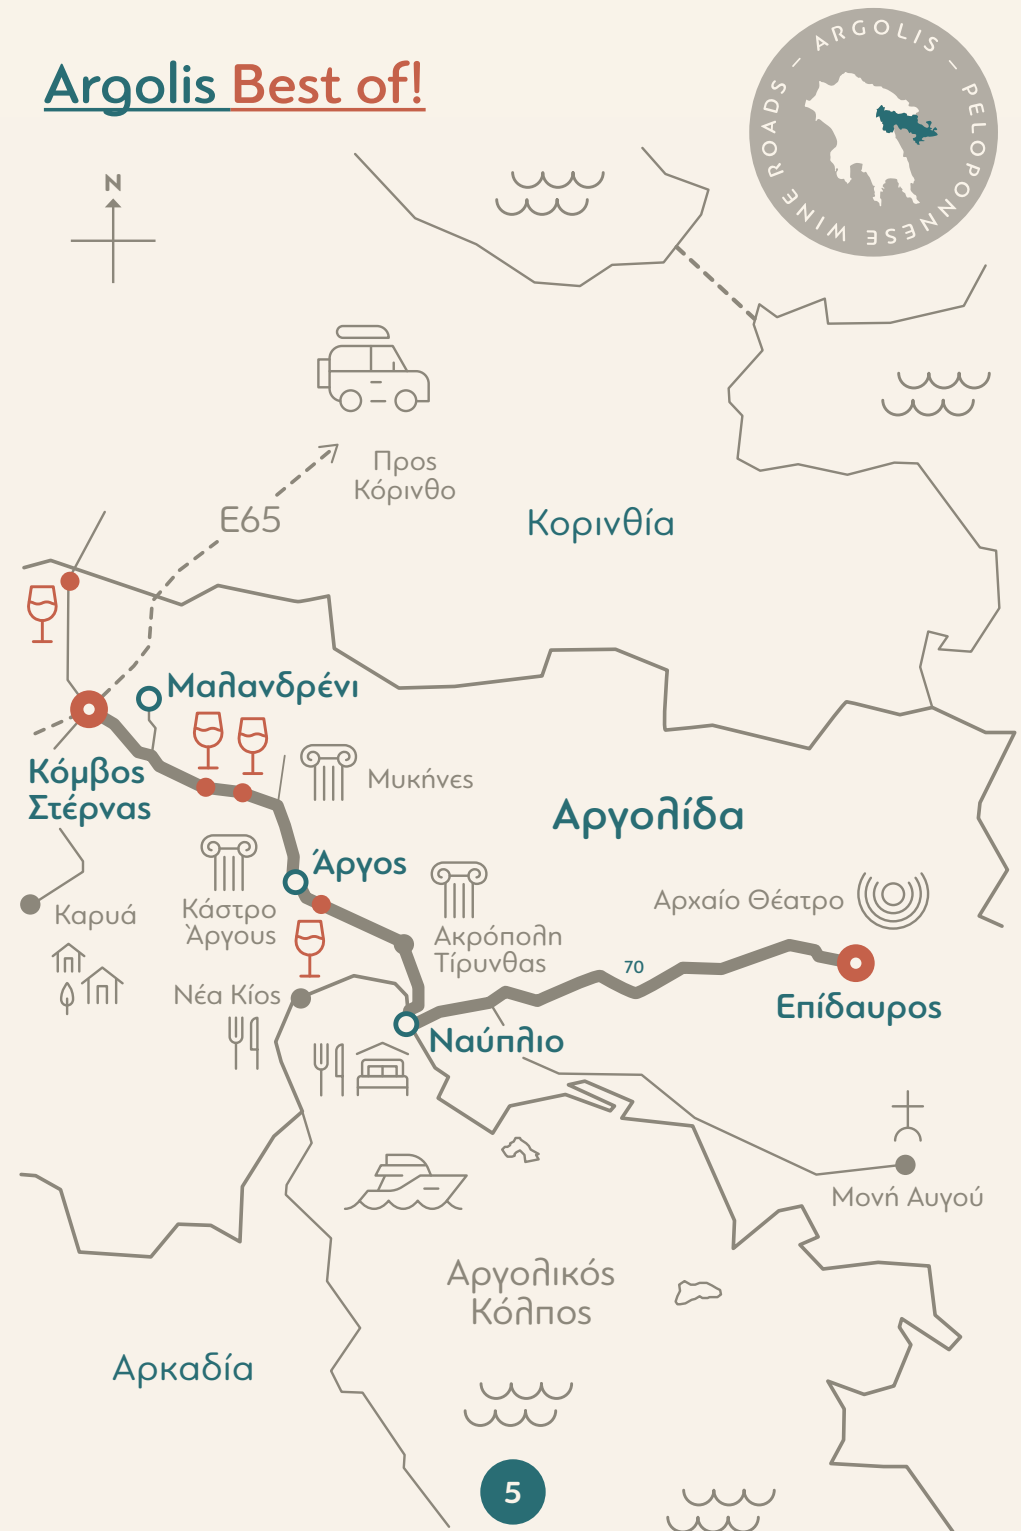 Argolis Best of!
ARGOLIS – PELOPONNESE WINE ROADS –
N
Προς
Κόρινθο
E65
Κορινθία
Μαλανδρένι
Κόμβος
Στέρνας
Μυκήνες
Αργολίδα
Άργος
Καρυά
Κάστρο
Άργους
Ακρόπολη
Τίρυνθας
Αρχαίο Θέατρο
70
Νέα Κίος
Επίδαυρος
Ναύπλιο
Μονή Αυγού
Αργολικός
Κόλπος
Αρκαδία
5